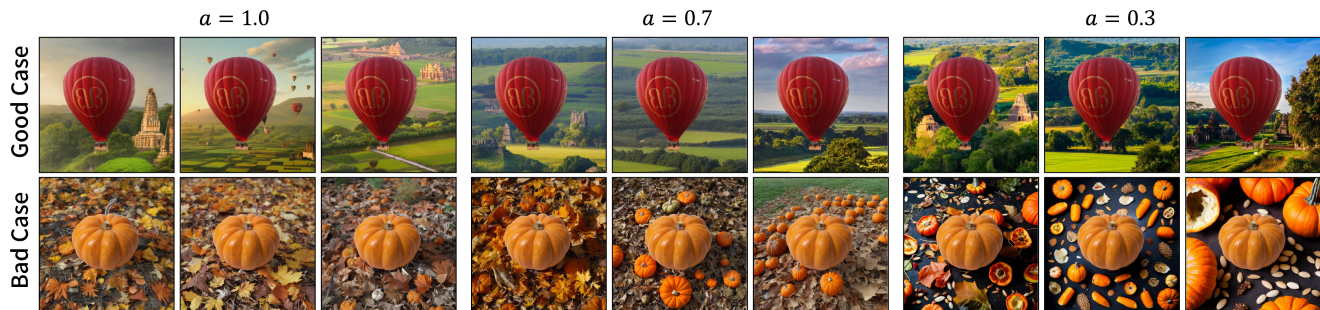 a = 1.0
a = 0.7
a = 0.3
Good Case
Bad Case